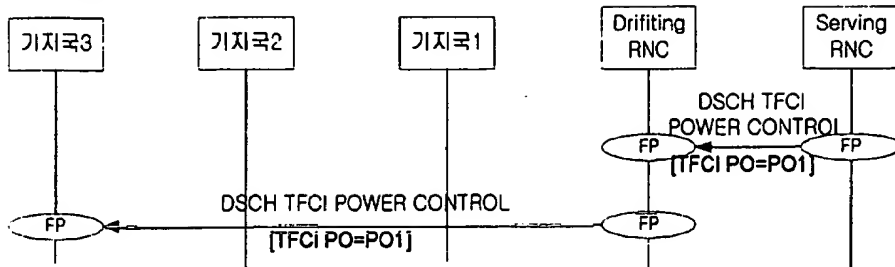 기지국3
기지국2
기지국1
Drifiting
RNC
Serving
RNC
DSCH TFCI
POWER CONTROL
FP
FP
[TFCI PO=PO1]
DSCH TFCI POWER CONTROL
FP
FP
[TFCi PO=PO1]